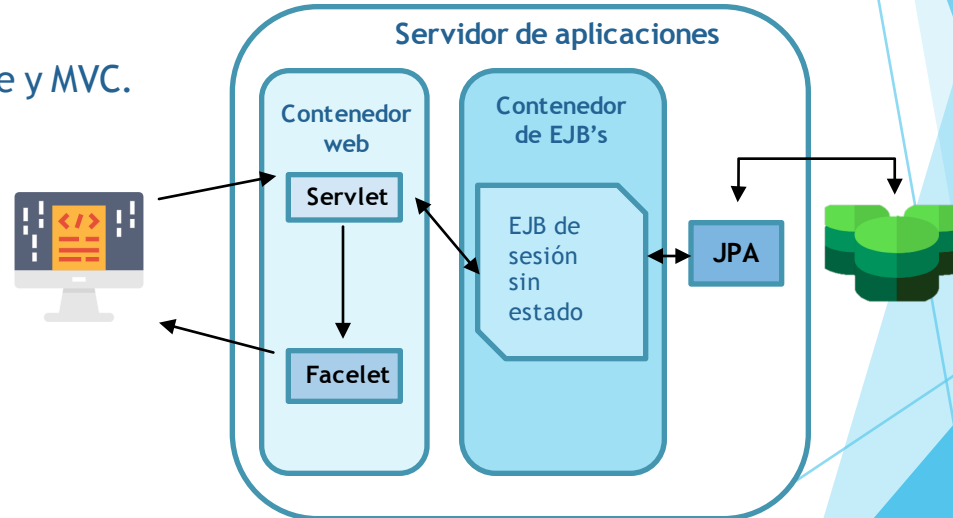 Servidor de aplicaciones
e y MVC.
Contenedor
web
Contenedor
de EJB's
Servlet
EJB de
sesión
sin
estado
JPA
Facelet